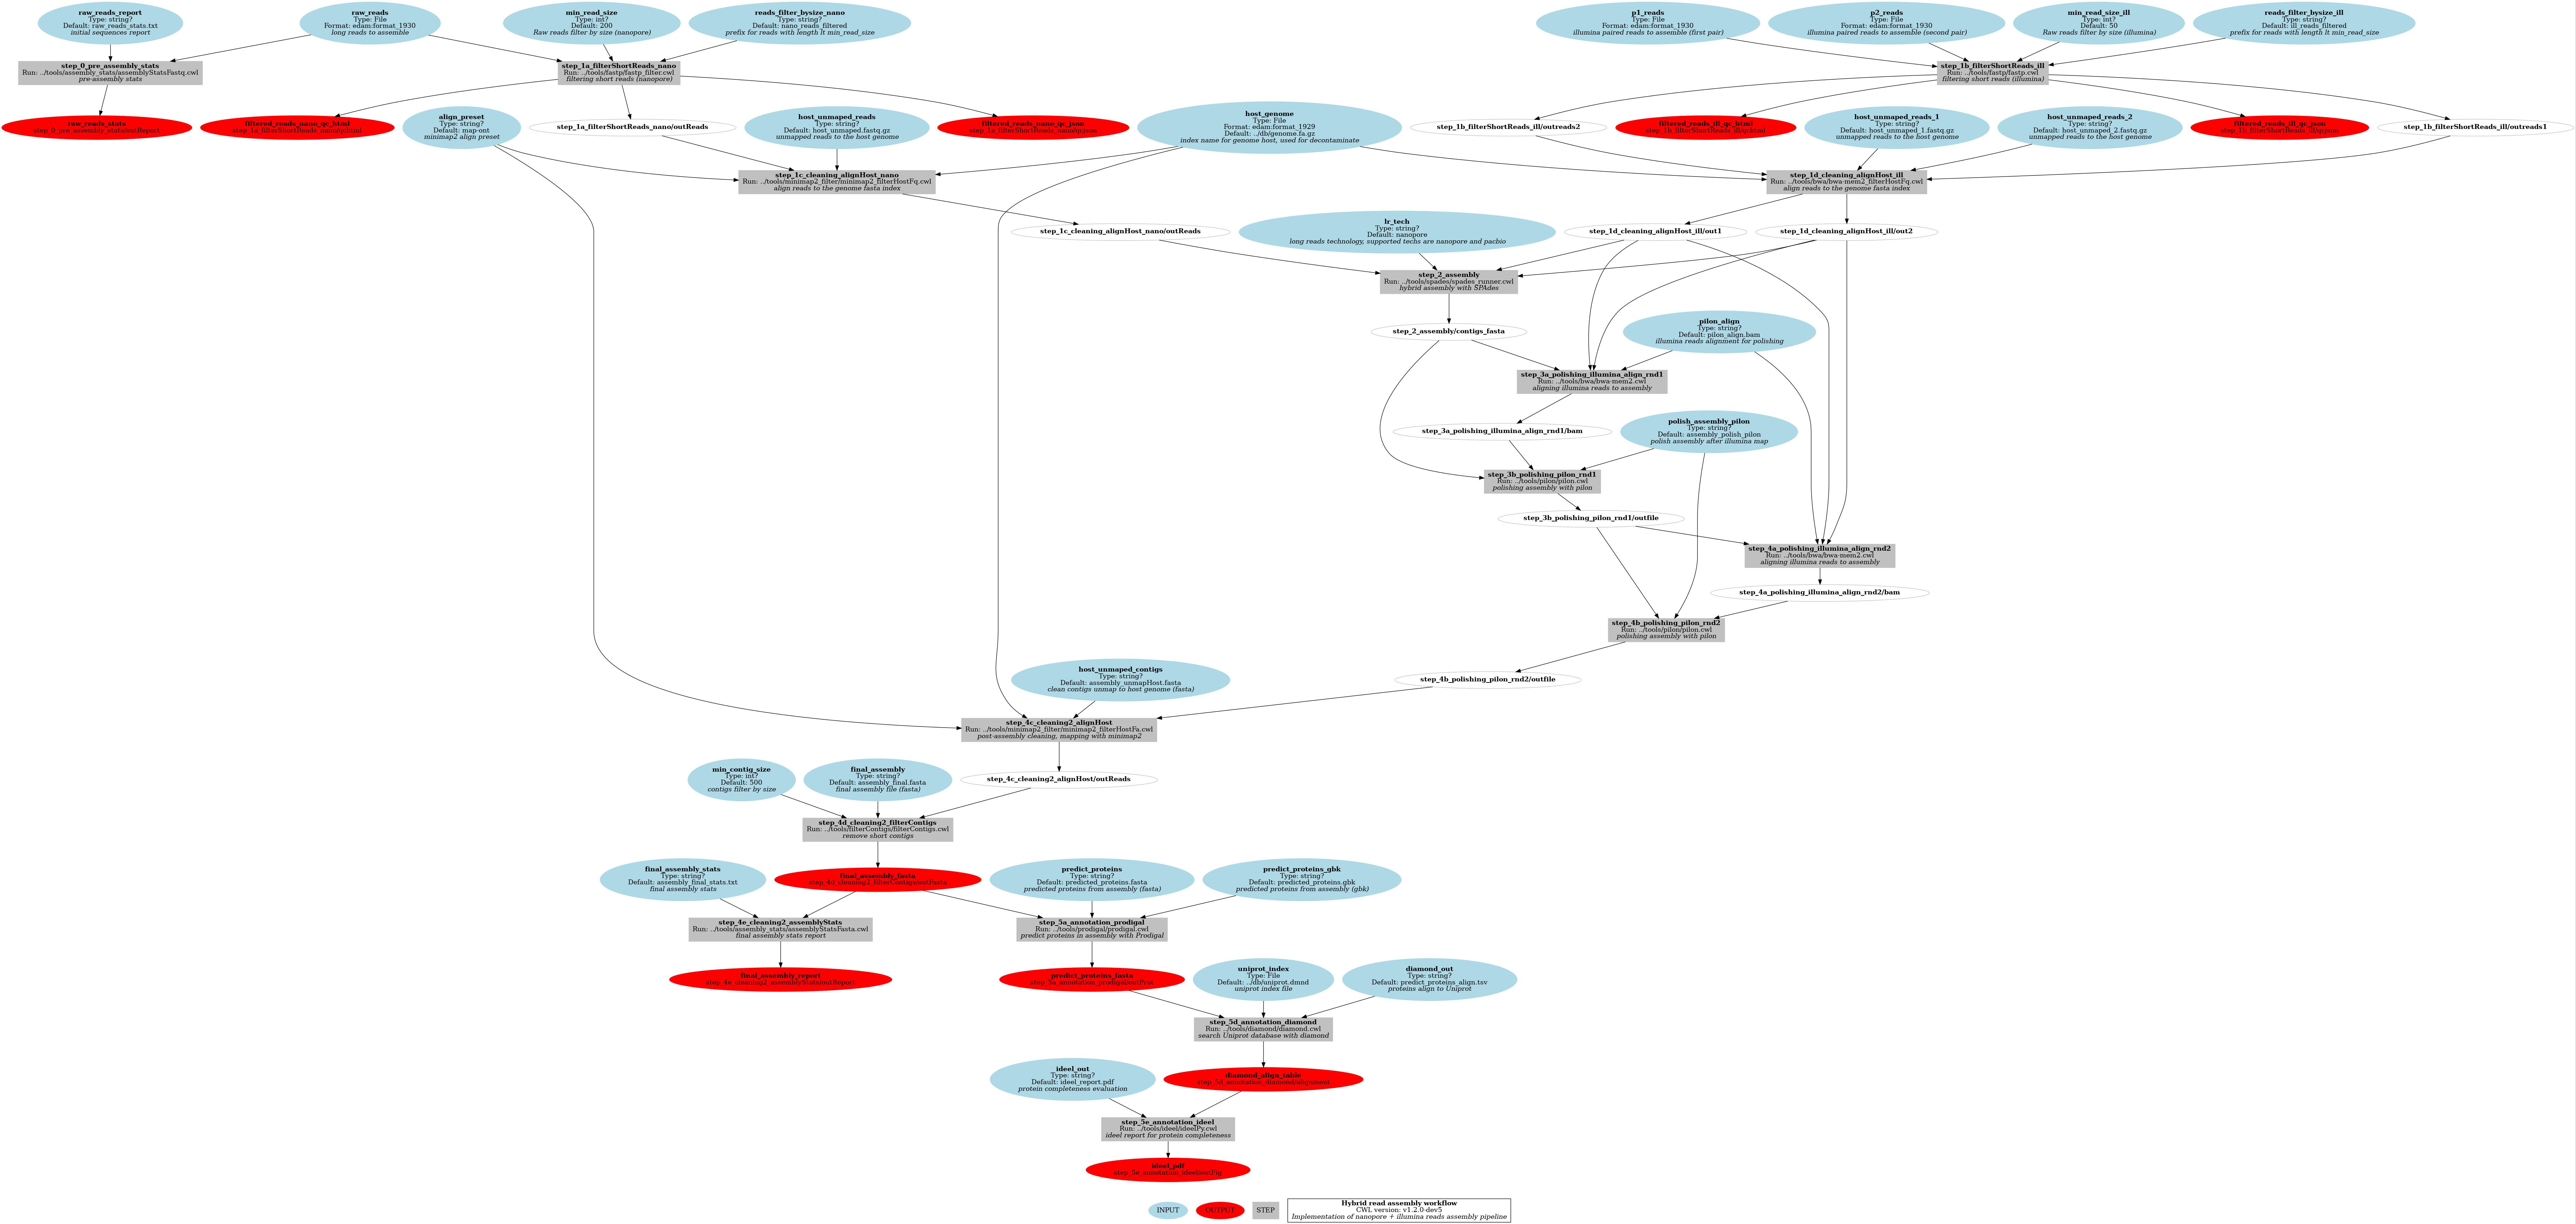 raw_reads_report
Type: string?
Default: raw_reads_stats.txt
initial sequences report
raw_reads
Type: File
Format: edam:format_1930
long reads to assemble
min_read_size
Type: int?
Default: 200
Raw reads filter by size (nanopore)
reads_filter_bysize_nano
Type: string?
Default: nano_reads_filtered
prefix for reads with length lt min_read_size
p1_reads
Type: File
Format: edam:format_1930
illumina paired reads to assemble (first pair)
p2_reads
Type: File
Format: edam:format_1930
illumina paired reads to assemble (second pair)
min_read_size_ill
Type: int?
Default: 50
Raw reads filter by size (illumina)
reads_filter_bysize_ill
Type: string?
Default: ill_reads_filtered
prefix for reads with length lt min_read_size
step_0_pre_assembly_stats
Run: ../tools/assembly_stats/assemblyStatsFastq.cwl
pre-assembly stats
step_1a_filterShortReads_nano
Run: ../tools/fastp/fastp_filter.cwl
filtering short reads (nanopore)
step_1b_filterShortReads_ill
Run: ../tools/fastp/fastp.cwl
filtering short reads (illumina)
raw_reads_stats
step_0_pre_assembly_stats/outReport
filtered_reads_nano_qc_html
step_1a_filterShortReads_nano/qchtml
align_preset
Type: string?
Default: map-ont
minimap2 align preset
step_1a_filterShortReads_nano/outReads
host_unmaped_reads
Type: string?
Default: host_unmaped.fastq.gz
unmapped reads to the host genome
filtered_reads_nano_qc_json
step_1a_filterShortReads_nano/qcjson
host_genome
Type: File
Format: edam:format_1929
Default: ../db/genome.fa.gz
index name for genome host, used for decontaminate
step_1b_filterShortReads_ill/outreads2
filtered_reads_ill_qc_html
step_1b_filterShortReads_ill/qchtml
host_unmaped_reads_1
Type: string?
Default: host_unmaped_1.fastq.gz
unmapped reads to the host genome
host_unmaped_reads_2
Type: string?
Default: host_unmaped_2.fastq.gz
unmapped reads to the host genome
filtered_reads_ill_qc_json
step_1b_filterShortReads_ill/qcjson
step_1b_filterShortReads_ill/outreads1
step_1c_cleaning_alignHost_nano
Run: ../tools/minimap2_filter/minimap2_filterHostFq.cwl
align reads to the genome fasta index
step_1d_cleaning_alignHost_ill
Run: ../tools/bwa/bwa-mem2_filterHostFq.cwl
align reads to the genome fasta index
step_1c_cleaning_alignHost_nano/outReads
lr_tech
Type: string?
Default: nanopore
long reads technology, supported techs are nanopore and pacbio
step_1d_cleaning_alignHost_ill/out1
step_1d_cleaning_alignHost_ill/out2
step_2_assembly
Run: ../tools/spades/spades_runner.cwl
hybrid assembly with SPAdes
step_2_assembly/contigs_fasta
pilon_align
Type: string?
Default: pilon_align.bam
illumina reads alignment for polishing
step_3a_polishing_illumina_align_rnd1
Run: ../tools/bwa/bwa-mem2.cwl
aligning illumina reads to assembly
step_3a_polishing_illumina_align_rnd1/bam
polish_assembly_pilon
Type: string?
Default: assembly_polish_pilon
polish assembly after illumina map
step_3b_polishing_pilon_rnd1
Run: ../tools/pilon/pilon.cwl
polishing assembly with pilon
step_3b_polishing_pilon_rnd1/outfile
step_4a_polishing_illumina_align_rnd2
Run: ../tools/bwa/bwa-mem2.cwl
aligning illumina reads to assembly
step_4a_polishing_illumina_align_rnd2/bam
step_4b_polishing_pilon_rnd2
Run: ../tools/pilon/pilon.cwl
polishing assembly with pilon
host_unmaped_contigs
Type: string?
Default: assembly_unmapHost.fasta
clean contigs unmap to host genome (fasta)
step_4b_polishing_pilon_rnd2/outfile
step_4c_cleaning2_alignHost
Run: ../tools/minimap2_filter/minimap2_filterHostFa.cwl
post-assembly cleaning, mapping with minimap2
min_contig_size
Type: int?
Default: 500
contigs filter by size
final_assembly
Type: string?
Default: assembly_final.fasta
final assembly file (fasta)
step_4c_cleaning2_alignHost/outReads
step_4d_cleaning2_filterContigs
Run: ../tools/filterContigs/filterContigs.cwl
remove short contigs
final_assembly_stats
Type: string?
Default: assembly_final_stats.txt
final assembly stats
final_assembly_fasta
step_4d_cleaning2_filterContigs/outFasta
predict_proteins
Type: string?
Default: predicted_proteins.fasta
predicted proteins from assembly (fasta)
predict_proteins_gbk
Type: string?
Default: predicted_proteins.gbk
predicted proteins from assembly (gbk)
step_4e_cleaning2_assemblyStats
Run: ../tools/assembly_stats/assemblyStatsFasta.cwl
final assembly stats report
step_5a_annotation_prodigal
Run: ../tools/prodigal/prodigal.cwl
predict proteins in assembly with Prodigal
final_assembly_report
step_4e_cleaning2_assemblyStats/outReport
predict_proteins_fasta
step_5a_annotation_prodigal/outProt
uniprot_index
Type: File
Default: ../db/uniprot.dmnd
uniprot index file
diamond_out
Type: string?
Default: predict_proteins_align.tsv
proteins align to Uniprot
step_5d_annotation_diamond
Run: ../tools/diamond/diamond.cwl
search Uniprot database with diamond
ideel_out
Type: string?
Default: ideel_report.pdf
protein completeness evaluation
diamond_align_table
step_5d_annotation_diamond/alignment
step_5e_annotation_ideel
Run: ../tools/ideel/ideelPy.cwl
ideel report for protein completeness
ideel_pdf
step_5e_annotation_ideel/outFig
INPUT
OUTPUT
STEP
Hybrid read assembly workflow
CWL version: v1.2.0-dev5
Implementation of nanopore + illumina reads assembly pipeline